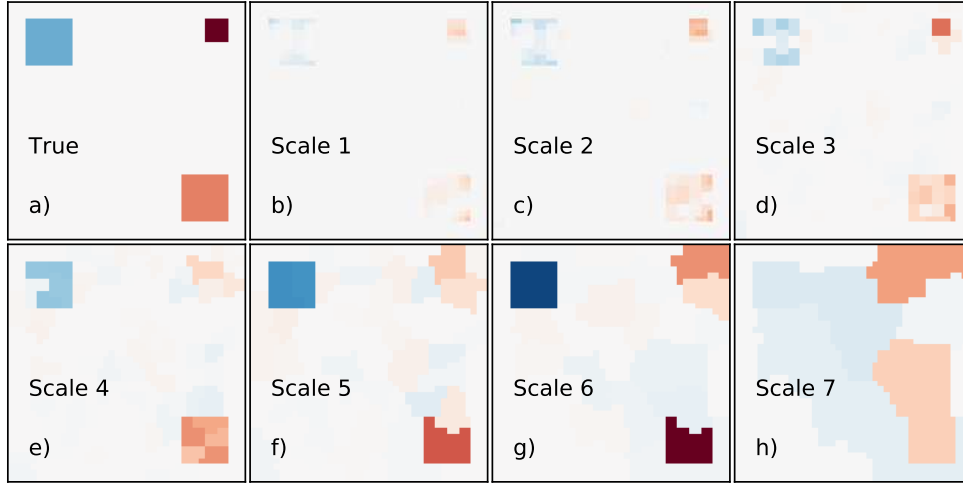 True
a)
Scale 1
b)
Scale 2
c)
Scale 3
d)
Scale 4
e)
Scale 5
f)
Scale 6
g)
Scale 7
h)